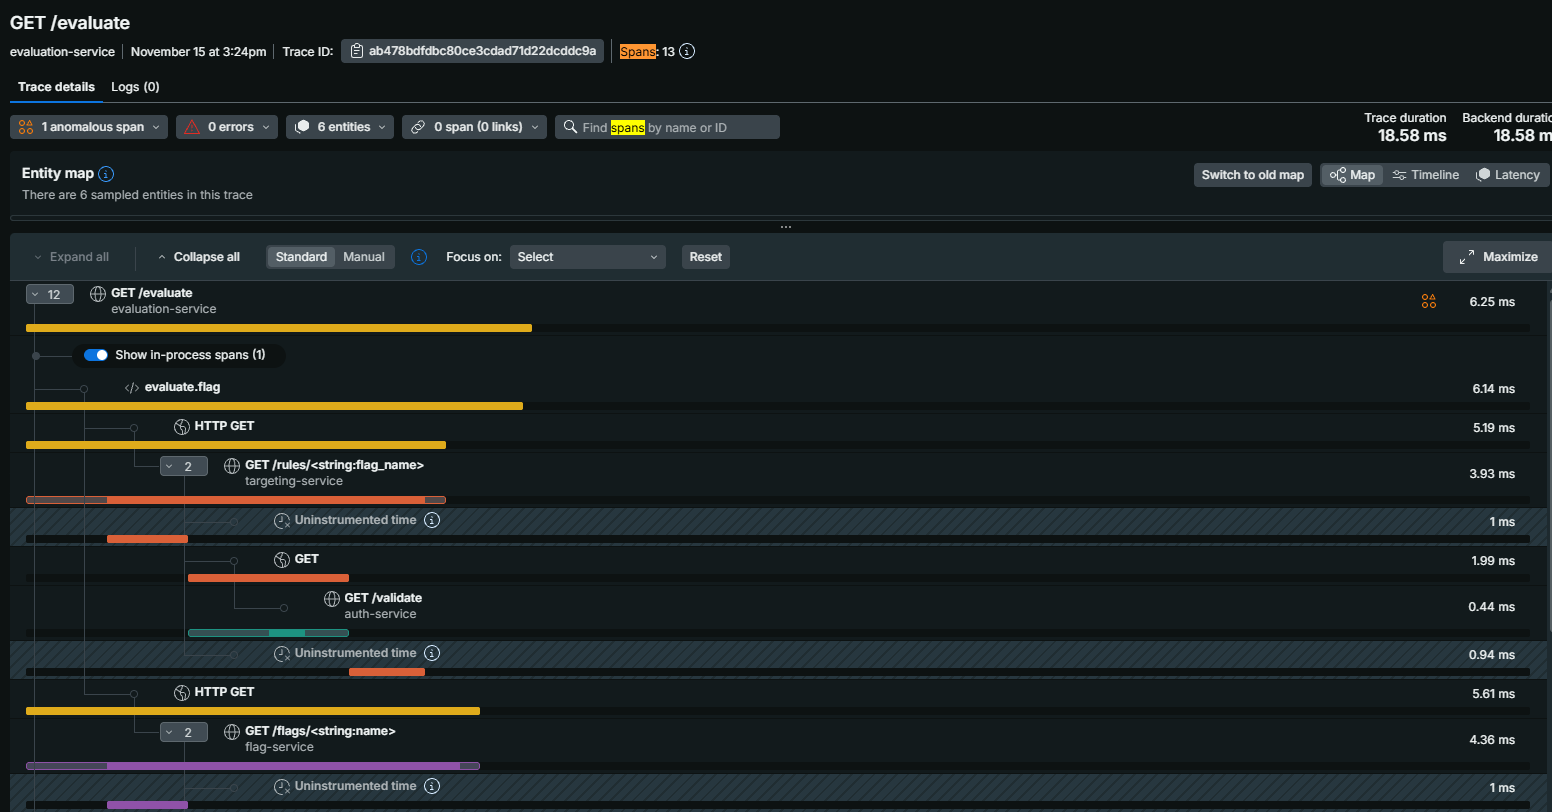 GET /evaluate
evaluation-service | November 15 at 3:24pm | Trace ID: ab478bdfdbc80ce3cdad71d22dcddc9a | Spans: 13
Trace details Logs (0)
1 anomalous span 0 errors 6 entities 0 span (0 links) Find spans by name or ID
Trace duration Backend duratio
18.58 ms 18.58 m
Entity map
There are 6 sampled entities in this trace
Switch to old map Map Timeline Latency
Expand all Collapse all Standard Manual Focus on: Select Reset Maximize
12 GET /evaluate
evaluation-service
6.25 ms
Show in-process spans (1)
</> evaluate.flag 6.14 ms
HTTP GET 5.19 ms
2 GET /rules/<string:flag_name>
targeting-service
3.93 ms
Uninstrumented time 1 ms
GET 1.99 ms
GET /validate
auth-service
0.44 ms
Uninstrumented time 0.94 ms
HTTP GET 5.61 ms
2 GET /flags/<string:name>
flag-service
4.36 ms
Uninstrumented time 1 ms